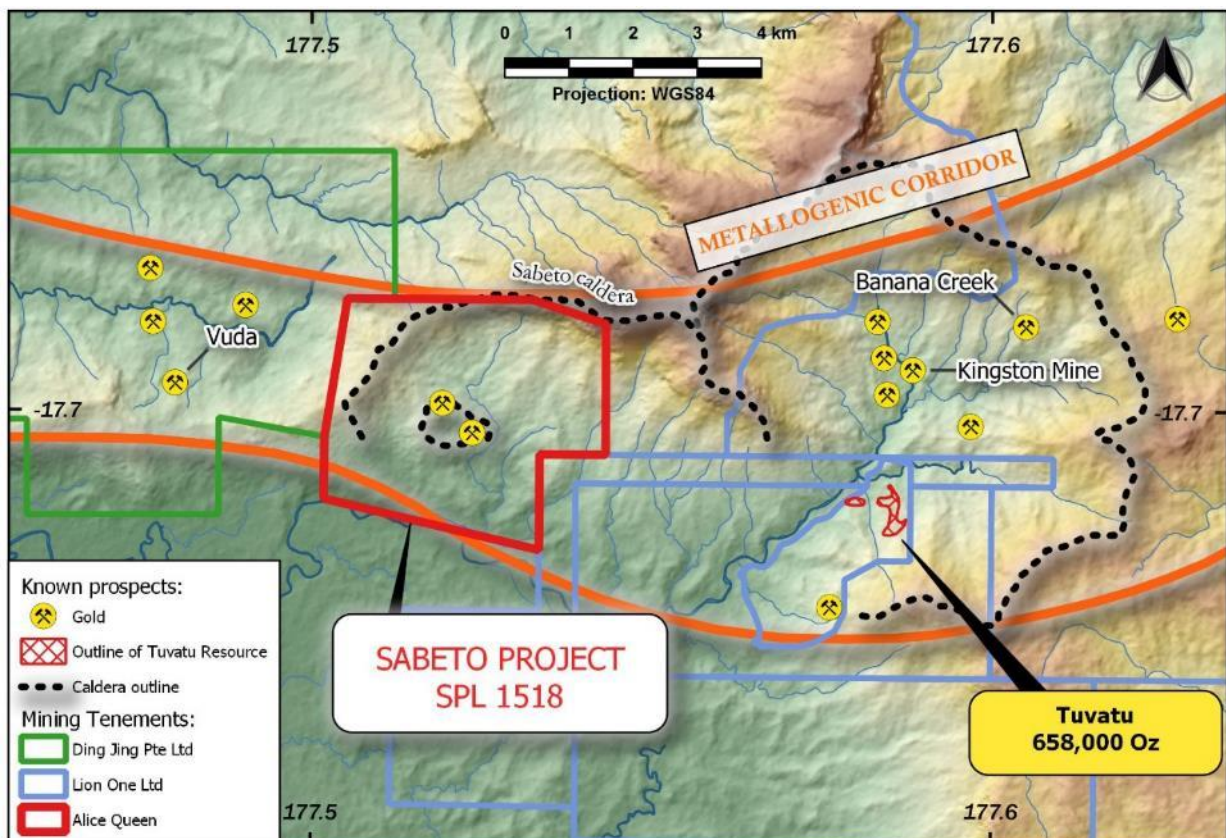 177.5
0 1 2 3 4 km
177.6
Projection: WGS84
METALLOGENIC CORRIDOR
Sabeto caldera
Banana Creek
Vuda
Kingston Mine
-17.7
-17.7
Known prospects:
Gold
Outline of Tuvatu Resource
Caldera outline
Mining Tenements:
Ding Jing Pte Ltd
Lion One Ltd
Alice Queen
SABETO PROJECT
SPL 1518
Tuvatu
658,000 Oz
177.5
177.6